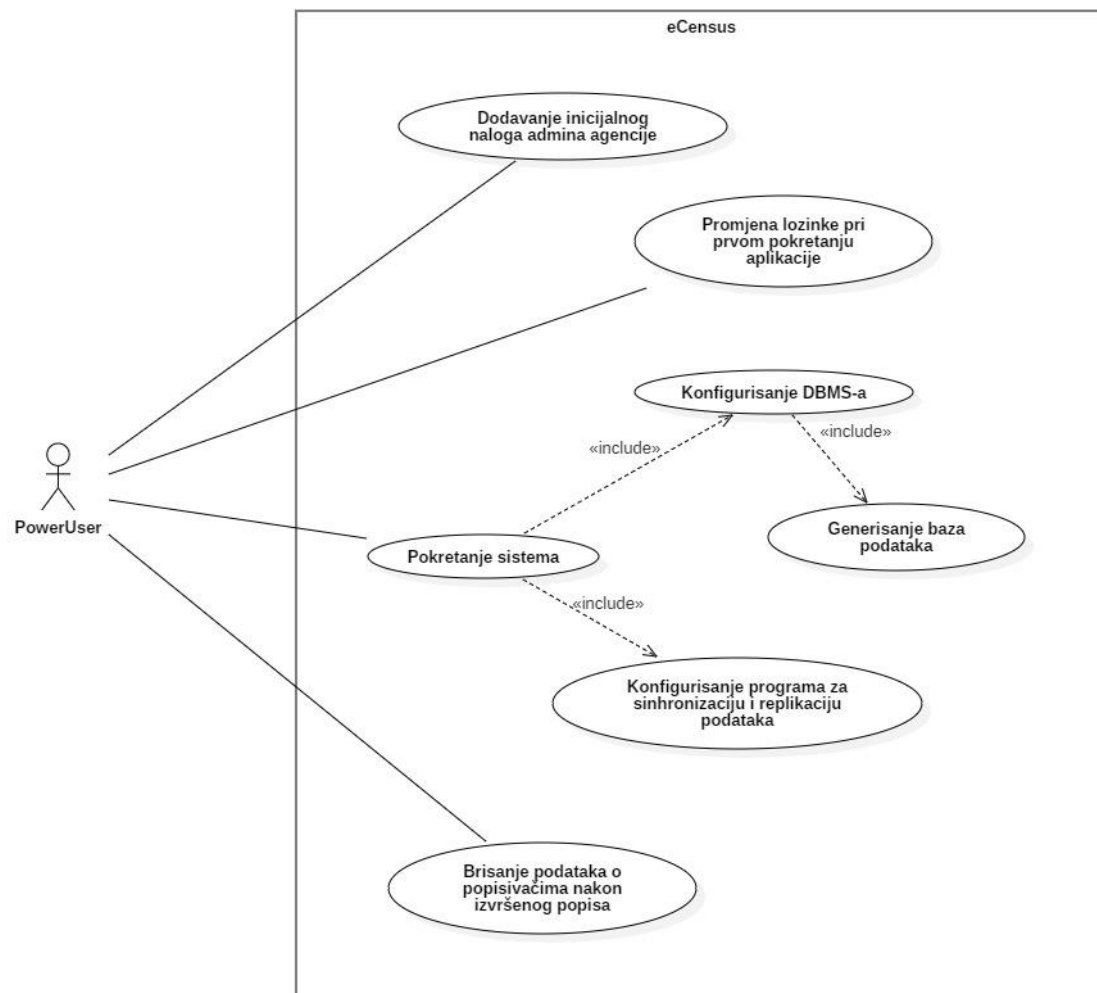 eCensus
Dodavanje inicijalnog
naloga admina agencije
Promjena lozinke pri
prvom pokretanju
aplikacije
Konfigurisanje DBMS-a
«include»
«include»
PowerUser
Generisanje baza
podataka
Pokretanje sistema
«include»
Konfigurisanje programa za
sinhronizaciju i replikaciju
podataka
Brisanje podataka o
popisivačima nakon
izvršenog popisa